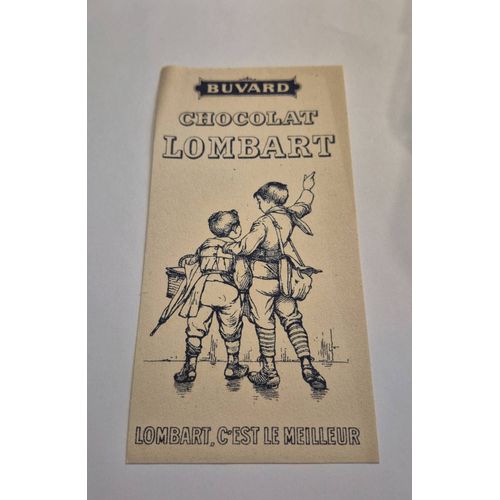 BUVARD
CHOCOLAT
LOMBART
LOMBART, C'EST LE MEILLEUR